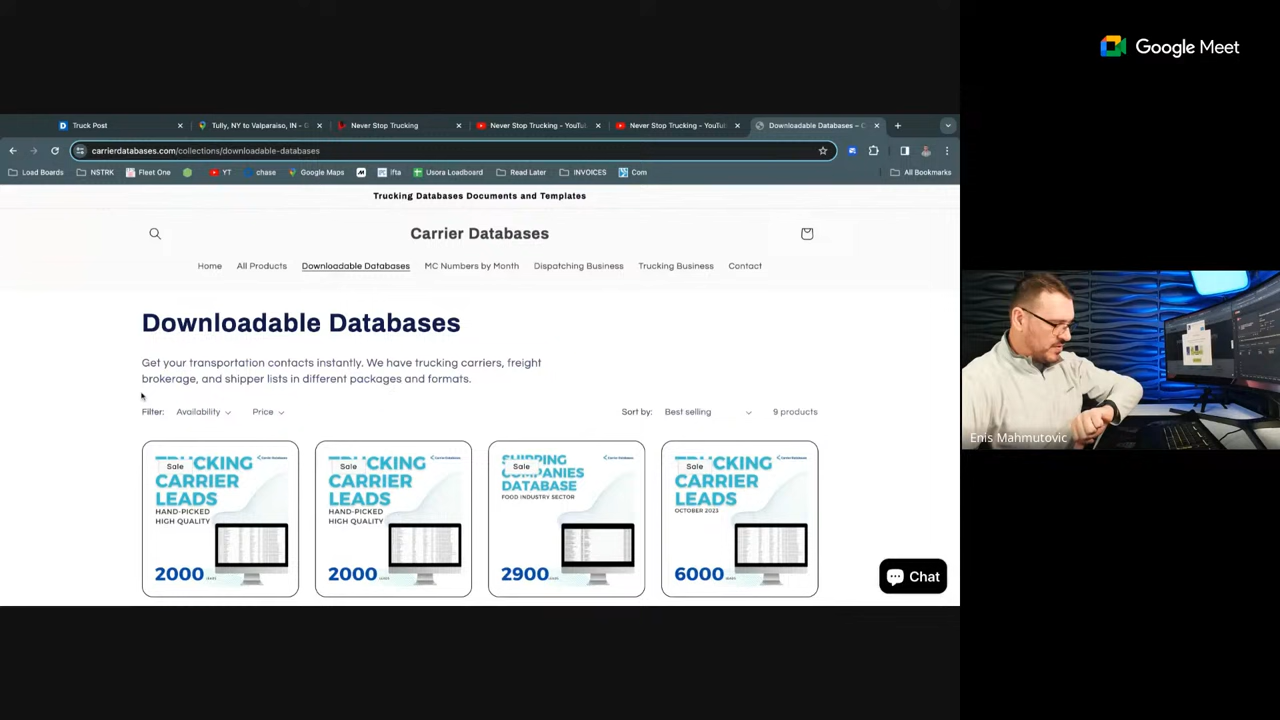 Google Meet
Truck Post
Tully, NY to Valparaiso, IN - G
Never Stop Trucking
Never Stop Trucking - YouTu
Never Stop Trucking - YouTu
Downloadable Databases – C
carrierdatabases.com/collections/downloadable-databases
Load Boards
NSTRK
Fleet One
YT
chase
Google Maps
ifta
Usora Loadboard
Read Later
INVOICES
Com
All Bookmarks
Trucking Databases Documents and Templates
Carrier Databases
Home
All Products
Downloadable Databases
MC Numbers by Month
Dispatching Business
Trucking Business
Contact
Downloadable Databases
Get your transportation contacts instantly. We have trucking carriers, freight
brokerage, and shipper lists in different packages and formats.
Filter:
Availability
Price
Sort by:
Best selling
9 products
Sale
TRUCKING
CARRIER
LEADS
HAND-PICKED
HIGH QUALITY
2000
Sale
TRUCKING
CARRIER
LEADS
HAND-PICKED
HIGH QUALITY
2000
Sale
SHIPPING
COMPANIES
DATABASE
FOOD INDUSTRY SECTOR
2900
Sale
TRUCKING
CARRIER
LEADS
OCTOBER 2023
6000
Chat
Enis Mahmutovic